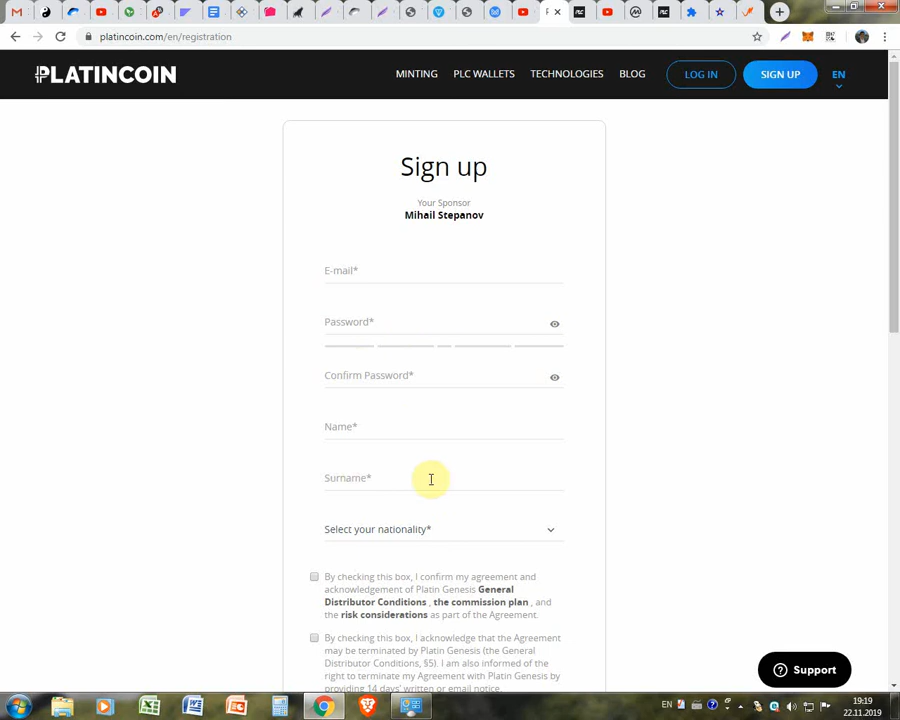 platincoin.com/en/registration
PLATINCOIN
MINTING PLC WALLETS TECHNOLOGIES BLOG LOG IN SIGN UP EN
Sign up
Your Sponsor
Mihail Stepanov
E-mail*
Password*
Confirm Password*
Name*
Surname*
Select your nationality*
By checking this box, I confirm my agreement and
acknowledgement of Platin Genesis General
Distributor Conditions , the commission plan , and
the risk considerations as part of the Agreement.
By checking this box, I acknowledge that the Agreement
may be terminated by Platin Genesis (the General
Distributor Conditions, §5). I am also informed of the
right to terminate my Agreement with Platin Genesis by
providing 14 days' written or email notice.
Support
EN
19:19
22.11.2019